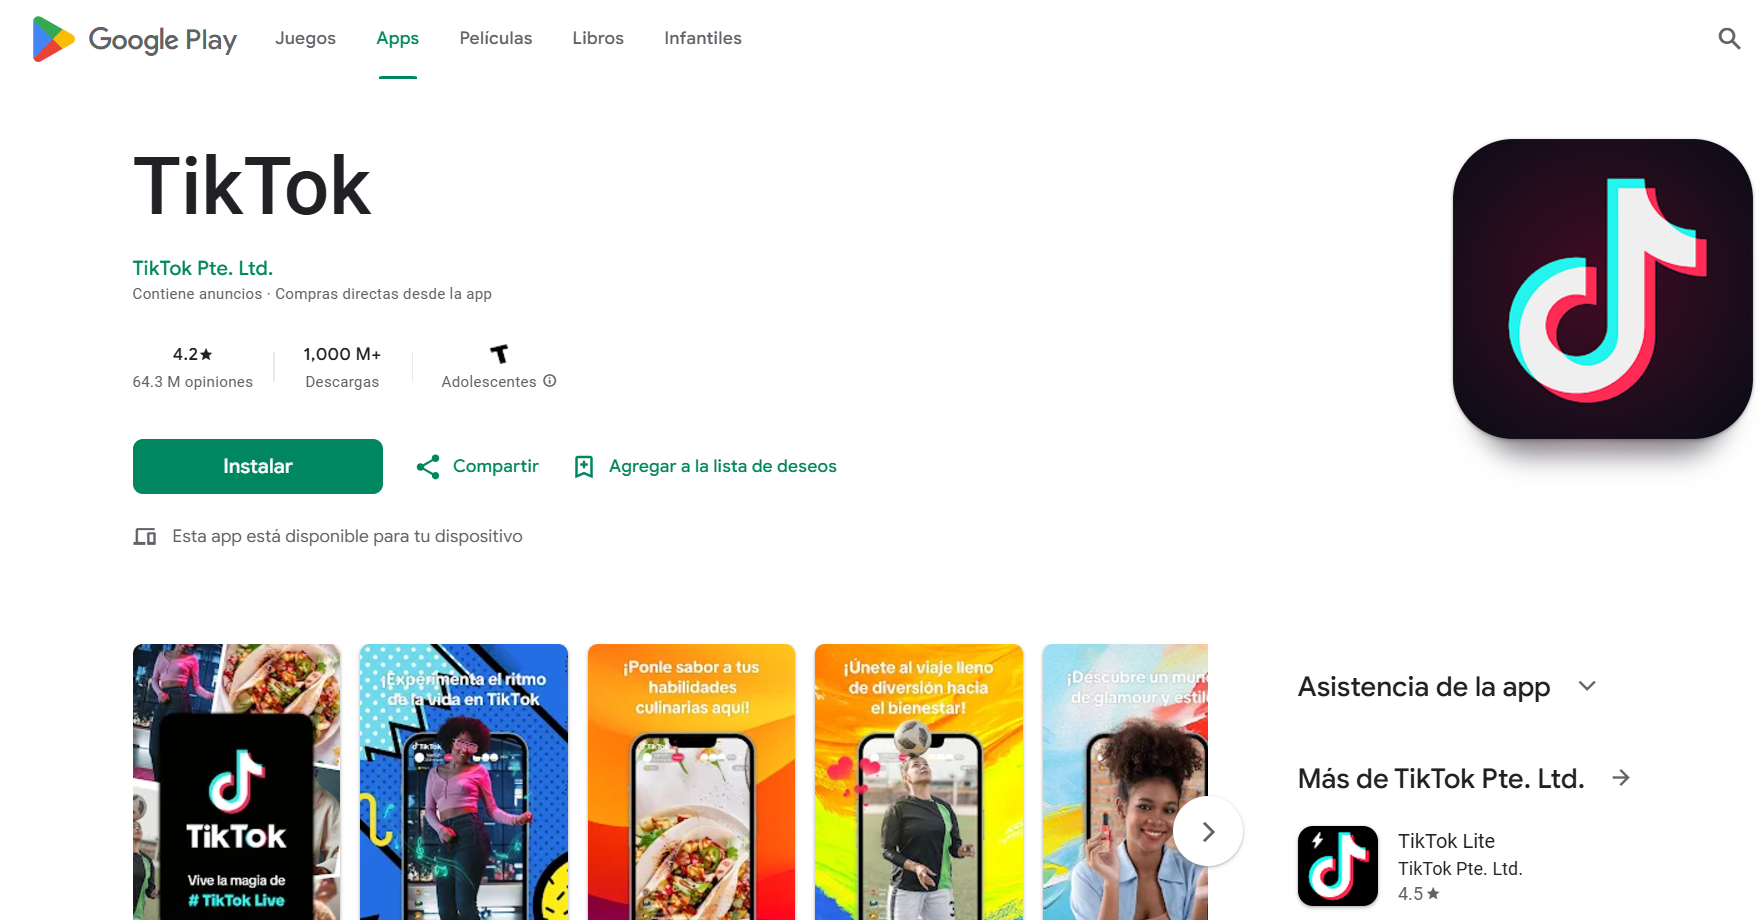 Google Play
Juegos
Apps
Películas
Libros
Infantiles
TikTok
TikTok Pte. Ltd.
Contiene anuncios · Compras directas desde la app
4.2★
64.3 M opiniones
1,000 M+
Descargas
T
Adolescentes
Instalar
Compartir
Agregar a la lista de deseos
Esta app está disponible para tu dispositivo
TikTok
Vive la magia de
# TikTok Live
¡Experimenta el ritmo
de la vida en TikTok
TikTok
¡Ponle sabor a tus
habilidades
culinarias aquí!
¡Únete al viaje lleno
de diversión hacia
el bienestar!
¡Descubre un mun
de glamour y estil
Asistencia de la app
Más de TikTok Pte. Ltd.
TikTok Lite
TikTok Pte. Ltd.
4.5★